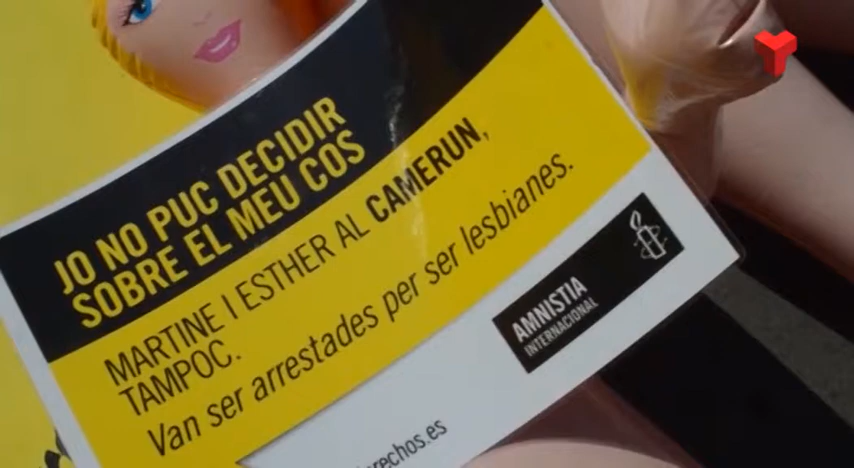 JO NO PUC DECIDIR
SOBRE EL MEU COS
MARTINE I ESTHER AL CAMERUN,
TAMPOC.
Van ser arrestades per ser lesbianes.
AMNISTIA
INTERNACIONAL